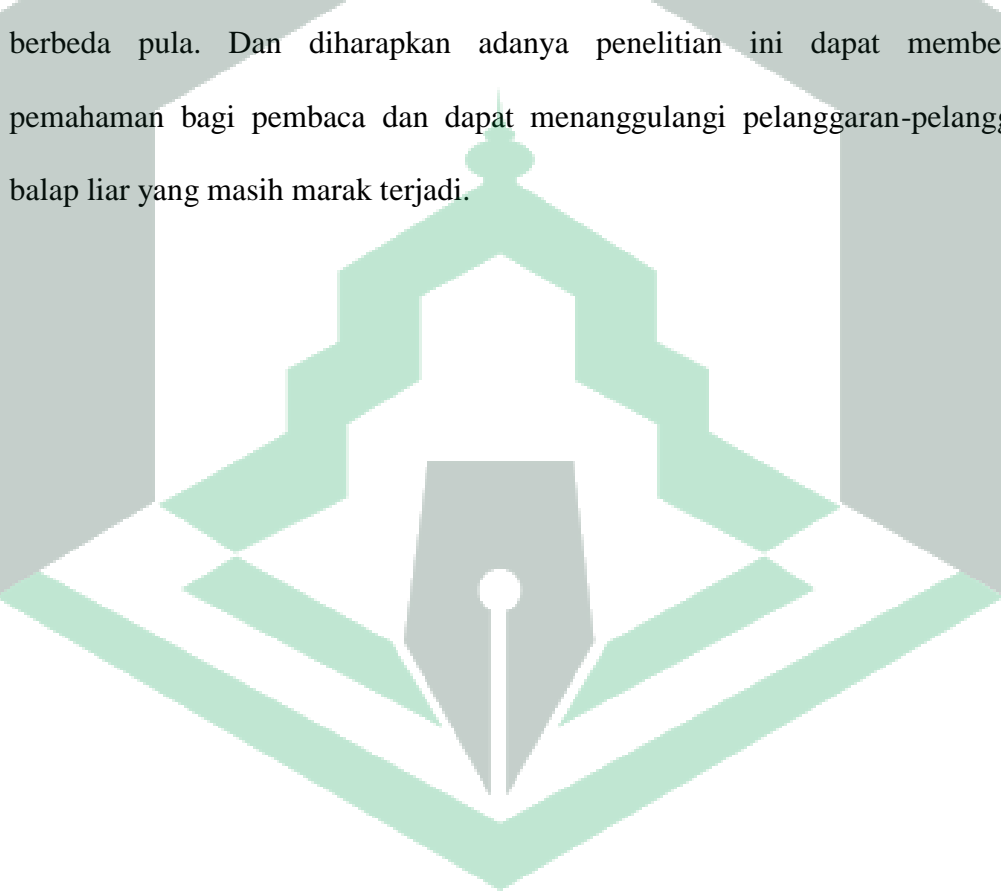 berbeda pula. Dan diharapkan adanya penelitian ini dapat membe
pemahaman bagi pembaca dan dapat menanggulangi pelanggaran-pelangg
balap liar yang masih marak terjadi.